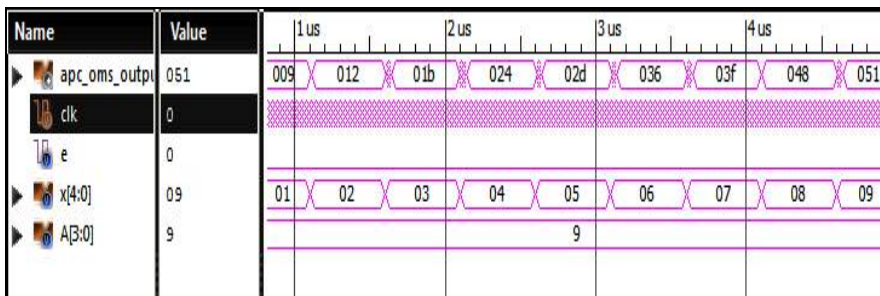 Name Value 1 us 2 us 3 us 4 us
apc_oms_outpu 051 009 012 01b 024 02d 036 03f 048 051
clk 0
e 0
x[4:0] 09 01 02 03 04 05 06 07 08 09
A[3:0] 9 9